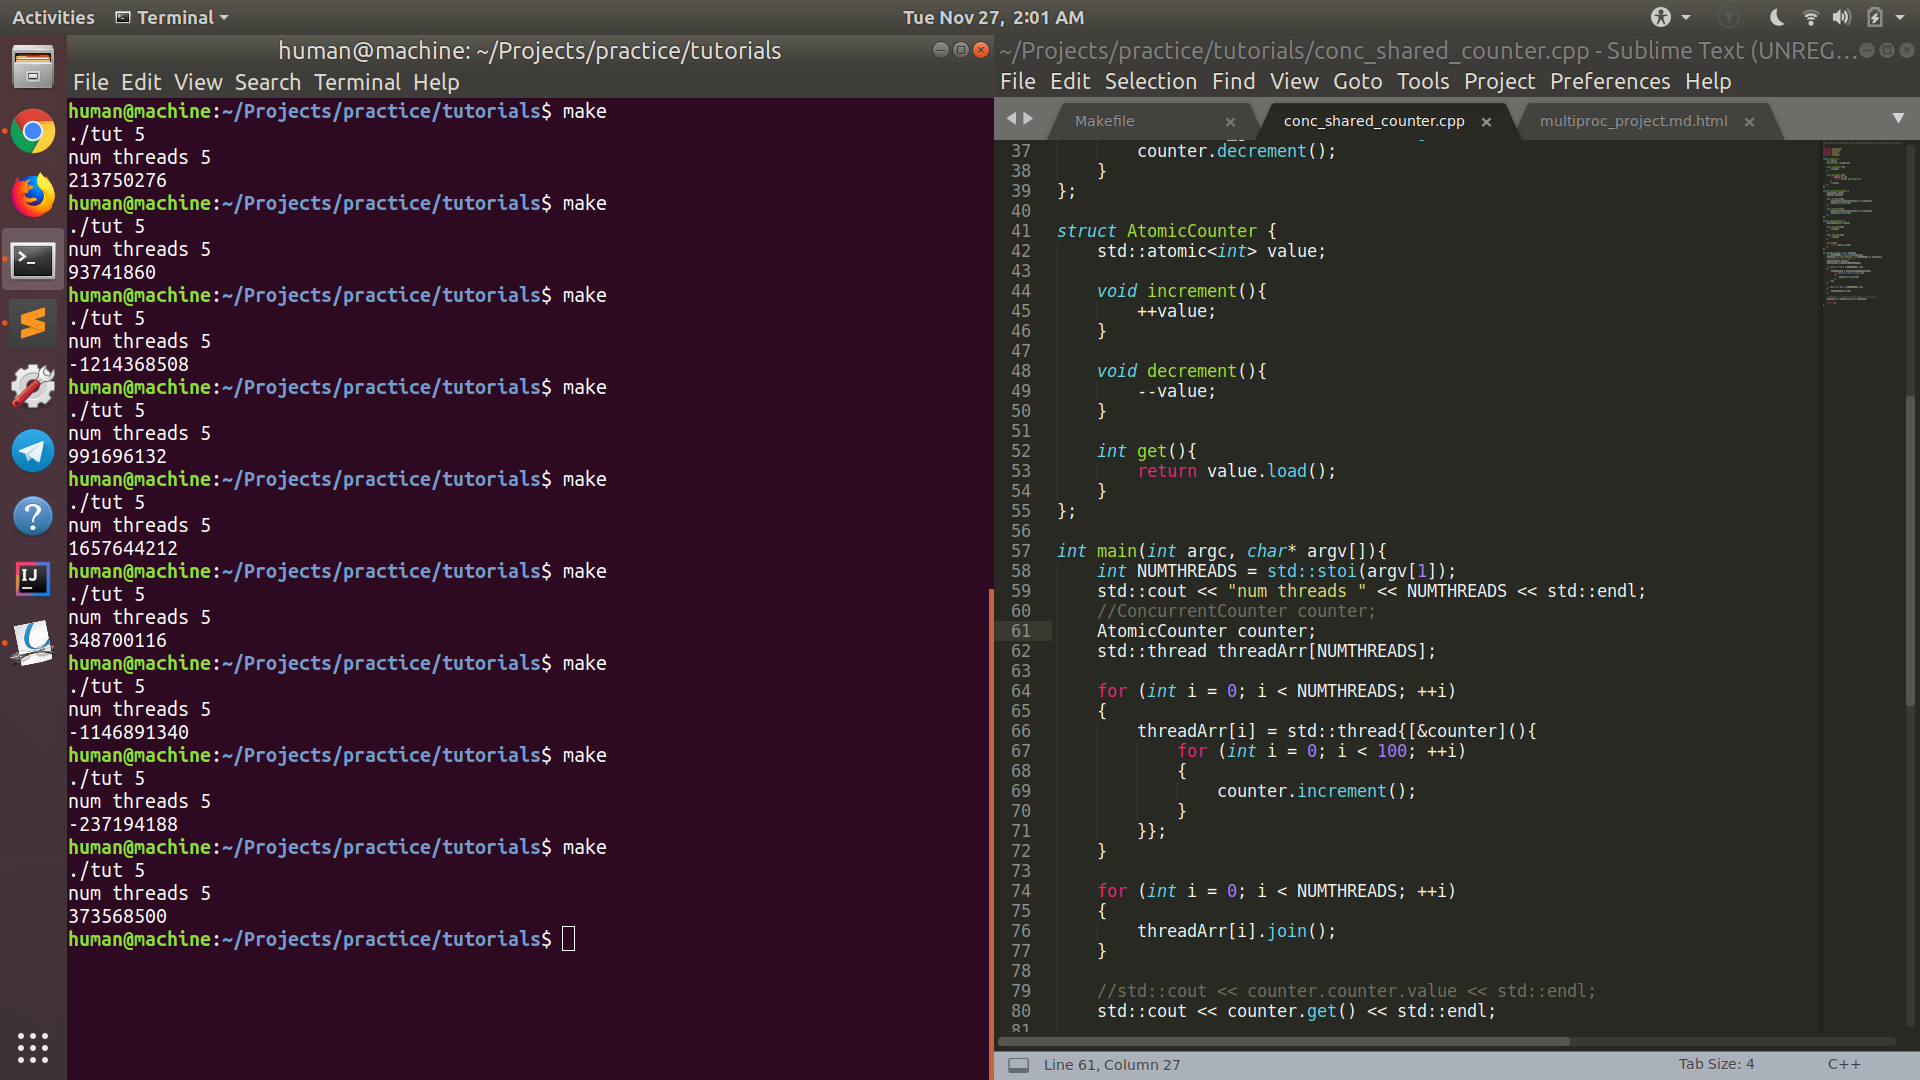 Activities Terminal Tue Nov 27, 2:01 AM
human@machine: ~/Projects/practice/tutorials
File Edit View Search Terminal Help
human@machine:~/Projects/practice/tutorials$ make
./tut 5
num threads 5
213750276
human@machine:~/Projects/practice/tutorials$ make
./tut 5
num threads 5
93741860
human@machine:~/Projects/practice/tutorials$ make
./tut 5
num threads 5
-1214368508
human@machine:~/Projects/practice/tutorials$ make
./tut 5
num threads 5
991696132
human@machine:~/Projects/practice/tutorials$ make
./tut 5
num threads 5
1657644212
human@machine:~/Projects/practice/tutorials$ make
./tut 5
num threads 5
348700116
human@machine:~/Projects/practice/tutorials$ make
./tut 5
num threads 5
-1146891340
human@machine:~/Projects/practice/tutorials$ make
./tut 5
num threads 5
-237194188
human@machine:~/Projects/practice/tutorials$ make
./tut 5
num threads 5
373568500
human@machine:~/Projects/practice/tutorials$
~/Projects/practice/tutorials/conc_shared_counter.cpp - Sublime Text (UNREG...
File Edit Selection Find View Goto Tools Project Preferences Help
Makefile conc_shared_counter.cpp multiproc_project.md.html
37 counter.decrement();
38 }
39 };
40
41 struct AtomicCounter {
42 std::atomic<int> value;
43
44 void increment(){
45 ++value;
46 }
47
48 void decrement(){
49 --value;
50 }
51
52 int get(){
53 return value.load();
54 }
55 };
56
57 int main(int argc, char* argv[]){
58 int NUMTHREADS = std::stoi(argv[1]);
59 std::cout << "num threads " << NUMTHREADS << std::endl;
60 //ConcurrentCounter counter;
61 AtomicCounter counter;
62 std::thread threadArr[NUMTHREADS];
63
64 for (int i = 0; i < NUMTHREADS; ++i)
65 {
66 threadArr[i] = std::thread{[&counter](){
67 for (int i = 0; i < 100; ++i)
68 {
69 counter.increment();
70 }
71 }};
72 }
73
74 for (int i = 0; i < NUMTHREADS; ++i)
75 {
76 threadArr[i].join();
77 }
78
79 //std::cout << counter.counter.value << std::endl;
80 std::cout << counter.get() << std::endl;
81
Line 61, Column 27 Tab Size: 4 C++
IJ